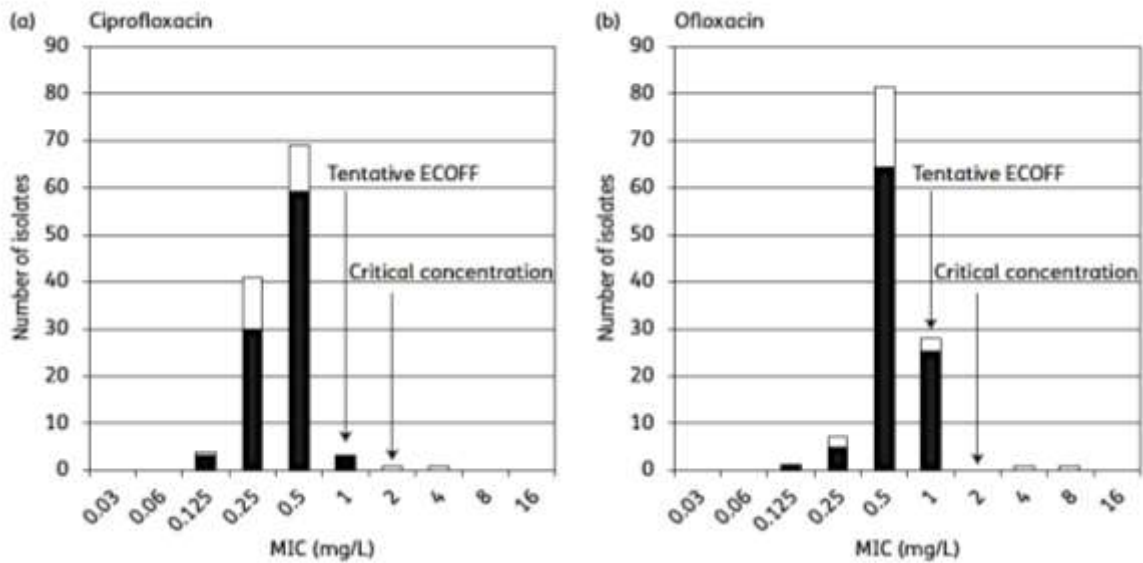 (a) Ciprofloxacin
90
80
70
60
50
40
30
20
10
0
Number of isolates
Tentative ECOFF
Critical concentration
0.03 0.06 0.125 0.25 0.5 1 2 4 8 16
MIC (mg/L)
(b) Ofloxacin
90
80
70
60
50
40
30
20
10
0
Number of isolates
Tentative ECOFF
Critical concentration
0.03 0.06 0.125 0.25 0.5 1 2 4 8 16
MIC (mg/L)